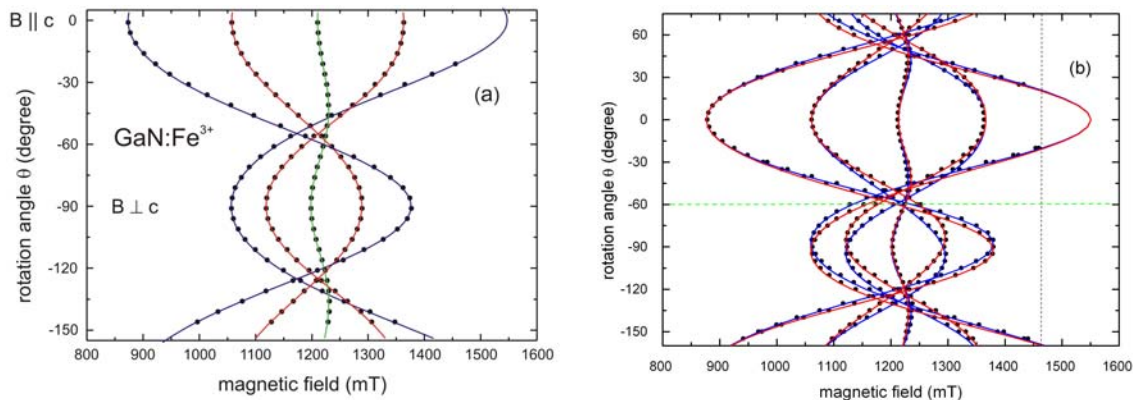 B || c
0
-30
-60
-90
-120
-150
rotation angle θ (degree)
(a)
GaN:Fe³⁺
B ⊥ c
800 900 1000 1100 1200 1300 1400 1500 1600
magnetic field (mT)
60
30
0
-30
-60
-90
-120
-150
rotation angle θ (degree)
(b)
800 900 1000 1100 1200 1300 1400 1500 1600
magnetic field (mT)